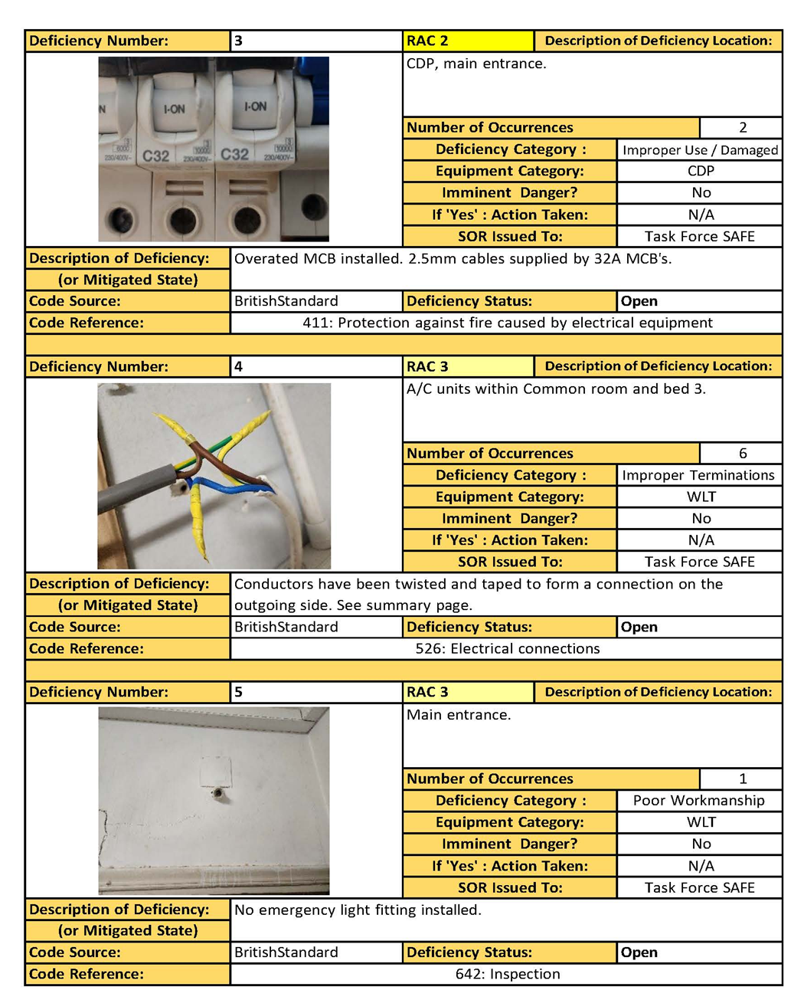 Deficiency Number: 3 RAC 2 Description of Deficiency Location:
CDP, main entrance.
N I-ON I-ON
C32 C32
3 3
6000 10000 10000
230/400V~ 230/400V~ 230/400V~
Number of Occurrences 2
Deficiency Category : Improper Use / Damaged
Equipment Category: CDP
Imminent Danger? No
If 'Yes' : Action Taken: N/A
SOR Issued To: Task Force SAFE
Description of Deficiency: Overated MCB installed. 2.5mm cables supplied by 32A MCB's.
(or Mitigated State)
Code Source: BritishStandard Deficiency Status: Open
Code Reference: 411: Protection against fire caused by electrical equipment
Deficiency Number: 4 RAC 3 Description of Deficiency Location:
A/C units within Common room and bed 3.
Number of Occurrences 6
Deficiency Category : Improper Terminations
Equipment Category: WLT
Imminent Danger? No
If 'Yes' : Action Taken: N/A
SOR Issued To: Task Force SAFE
Description of Deficiency: Conductors have been twisted and taped to form a connection on the
(or Mitigated State) outgoing side. See summary page.
Code Source: BritishStandard Deficiency Status: Open
Code Reference: 526: Electrical connections
Deficiency Number: 5 RAC 3 Description of Deficiency Location:
Main entrance.
Number of Occurrences 1
Deficiency Category : Poor Workmanship
Equipment Category: WLT
Imminent Danger? No
If 'Yes' : Action Taken: N/A
SOR Issued To: Task Force SAFE
Description of Deficiency: No emergency light fitting installed.
(or Mitigated State)
Code Source: BritishStandard Deficiency Status: Open
Code Reference: 642: Inspection